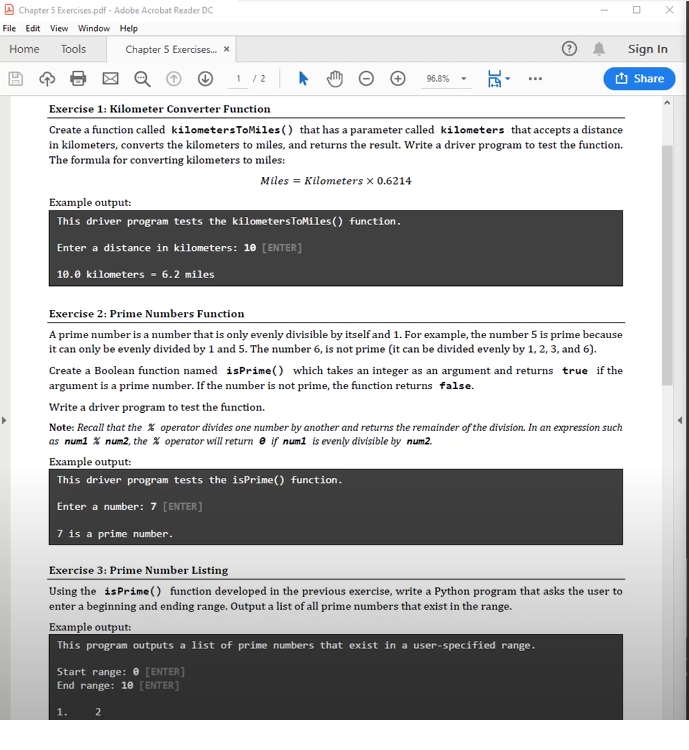 Chapter 5 Exercises.pdf - Adobe Acrobat Reader DC
File Edit View Window Help
Home Tools Chapter 5 Exercises... × ? Sign In
1 / 2 96.8% Share
Exercise 1: Kilometer Converter Function
Create a function called kilometersToMiles() that has a parameter called kilometers that accepts a distance
in kilometers, converts the kilometers to miles, and returns the result. Write a driver program to test the function.
The formula for converting kilometers to miles:
Miles = Kilometers × 0.6214
Example output:
This driver program tests the kilometersToMiles() function.
Enter a distance in kilometers: 10 [ENTER]
10.0 kilometers = 6.2 miles
Exercise 2: Prime Numbers Function
A prime number is a number that is only evenly divisible by itself and 1. For example, the number 5 is prime because
it can only be evenly divided by 1 and 5. The number 6, is not prime (it can be divided evenly by 1, 2, 3, and 6).
Create a Boolean function named isPrime() which takes an integer as an argument and returns true if the
argument is a prime number. If the number is not prime, the function returns false.
Write a driver program to test the function.
Note: Recall that the % operator divides one number by another and returns the remainder of the division. In an expression such
as num1 % num2, the % operator will return 0 if num1 is evenly divisible by num2.
Example output:
This driver program tests the isPrime() function.
Enter a number: 7 [ENTER]
7 is a prime number.
Exercise 3: Prime Number Listing
Using the isPrime() function developed in the previous exercise, write a Python program that asks the user to
enter a beginning and ending range. Output a list of all prime numbers that exist in the range.
Example output:
This program outputs a list of prime numbers that exist in a user-specified range.
Start range: 0 [ENTER]
End range: 10 [ENTER]
1. 2